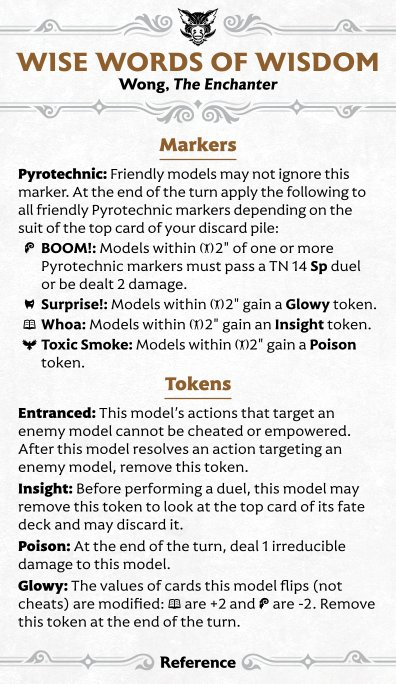 WISE WORDS OF WISDOM
Wong, The Enchanter
Markers
Pyrotechnic: Friendly models may not ignore this
marker. At the end of the turn apply the following to
all friendly Pyrotechnic markers depending on the
suit of the top card of your discard pile:
BOOM!: Models within 2" of one or more
Pyrotechnic markers must pass a TN 14 Sp duel
or be dealt 2 damage.
Surprise!: Models within 2" gain a Glowy token.
Whoa: Models within 2" gain an Insight token.
Toxic Smoke: Models within 2" gain a Poison
token.
Tokens
Entranced: This model's actions that target an
enemy model cannot be cheated or empowered.
After this model resolves an action targeting an
enemy model, remove this token.
Insight: Before performing a duel, this model may
remove this token to look at the top card of its fate
deck and may discard it.
Poison: At the end of the turn, deal 1 irreducible
damage to this model.
Glowy: The values of cards this model flips (not
cheats) are modified: are +2 and are -2. Remove
this token at the end of the turn.
Reference